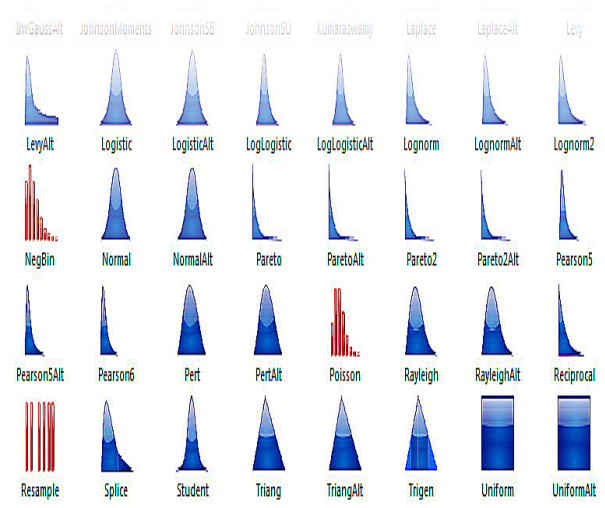 InvGaussAlt JohnsonMoments JohnsonSB JohnsonSU Kumaraswamy Laplace LaplaceAlt Levy
LevyAlt Logistic LogisticAlt LogLogistic LogLogisticAlt Lognorm LognormAlt Lognorm2
NegBin Normal NormalAlt Pareto ParetoAlt Pareto2 Pareto2Alt Pearson5
Pearson5Alt Pearson6 Pert PertAlt Poisson Rayleigh RayleighAlt Reciprocal
Resample Splice Student Triang TriangAlt Trigen Uniform UniformAlt